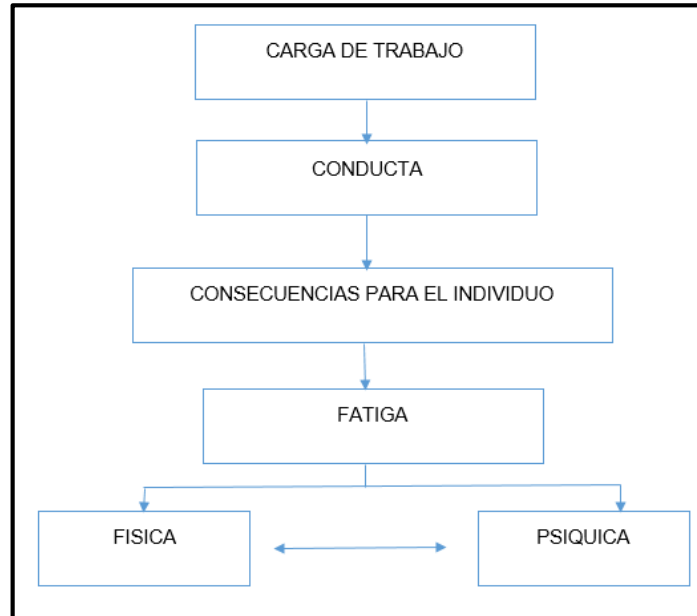 CARGA DE TRABAJO
CONDUCTA
CONSECUENCIAS PARA EL INDIVIDUO
FATIGA
FISICA
PSIQUICA